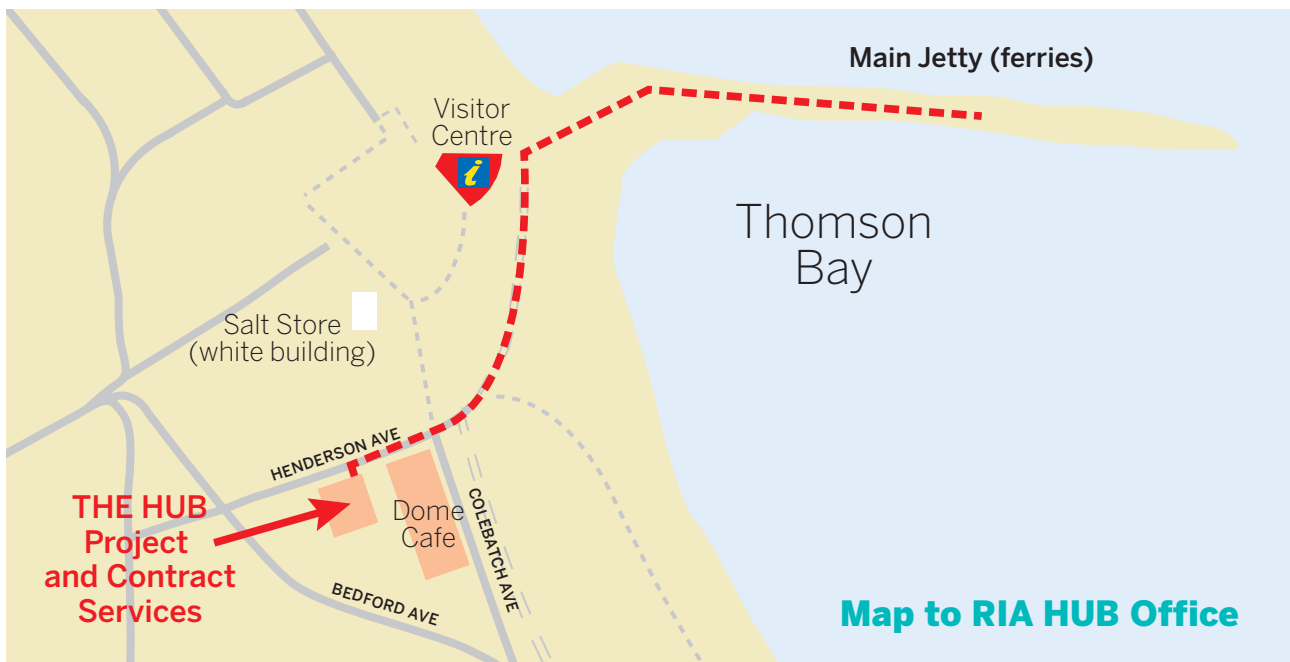 Main Jetty (ferries)
Visitor
Centre
i
Thomson
Bay
Salt Store
(white building)
HENDERSON AVE
THE HUB
Project
and Contract
Services
Dome
Cafe
COLEBATCH AVE
BEDFORD AVE
Map to RIA HUB Office